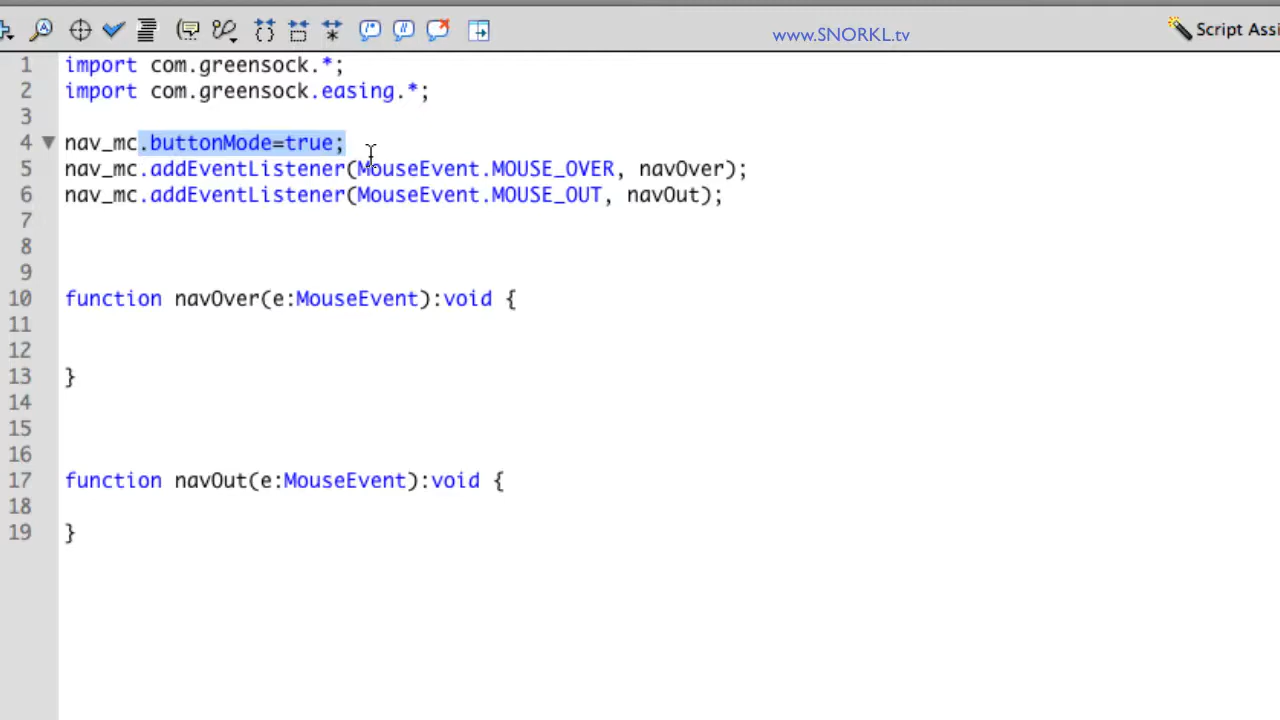 www.SNORKL.tv
Script Assi
1 import com.greensock.*;
2 import com.greensock.easing.*;
3
4 nav_mc.buttonMode=true;
5 nav_mc.addEventListener(MouseEvent.MOUSE_OVER, navOver);
6 nav_mc.addEventListener(MouseEvent.MOUSE_OUT, navOut);
7
8
9
10 function navOver(e:MouseEvent):void {
11
12
13 }
14
15
16
17 function navOut(e:MouseEvent):void {
18
19 }